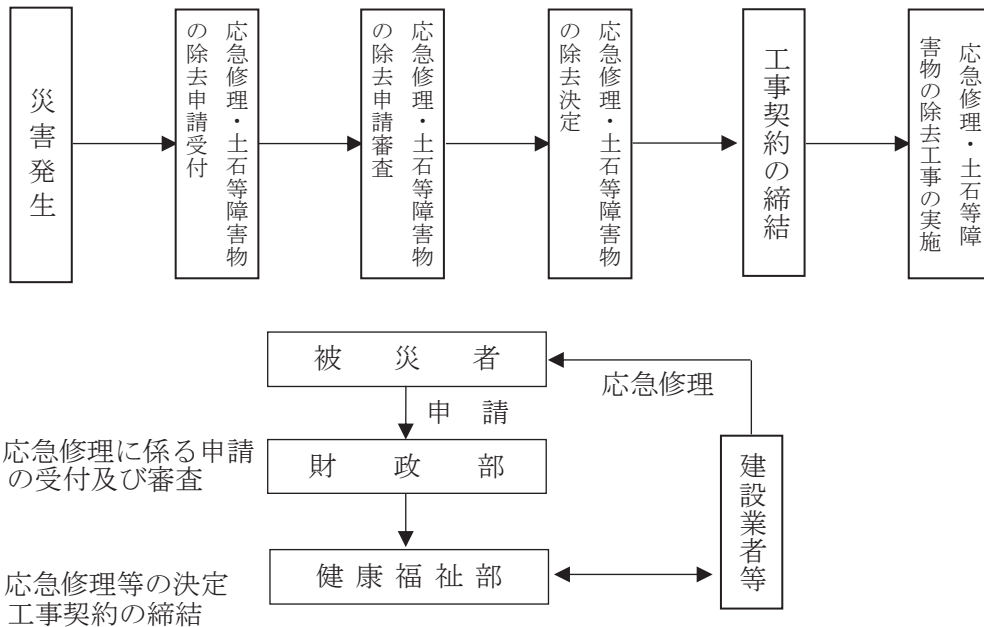 災害発生
応急修理・土石等障害物
の除去申請受付
応急修理・土石等障害物
の除去申請審査
応急修理・土石等障害物
の除去決定
工事契約の締結
応急修理・土石等障
害物の除去工事の実施
被災者
応急修理
申請
応急修理に係る申請
の受付及び審査
財政部
建設業者等
健康福祉部
応急修理等の決定
工事契約の締結